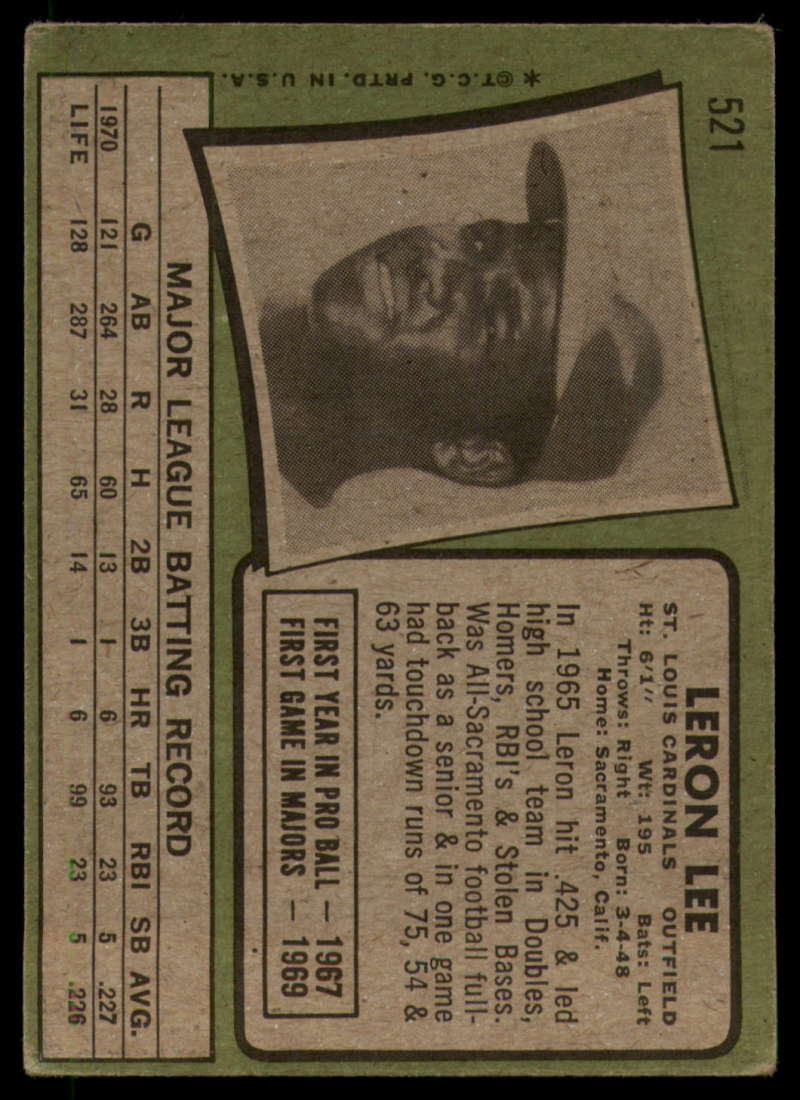 521
LERON LEE
ST. LOUIS CARDINALS OUTFIELD
Ht: 6'1" Wt: 195 Bats: Left
Throws: Right Born: 3-4-48
Home: Sacramento, Calif.
In 1965 Leron hit .425 & led
high school team in Doubles,
Homers, RBI's & Stolen Bases.
Was All-Sacramento football full-
back as a senior & in one game
had touchdown runs of 75, 54 &
63 yards.
FIRST YEAR IN PRO BALL — 1967
FIRST GAME IN MAJORS — 1969
MAJOR LEAGUE BATTING RECORD
G AB R H 2B 3B HR TB RBI SB AVG.
1970 121 264 28 60 13 1 6 93 23 5 .227
LIFE 128 287 31 65 14 1 6 99 23 5 .226
* © T.C.G. PRTD. IN U.S.A.